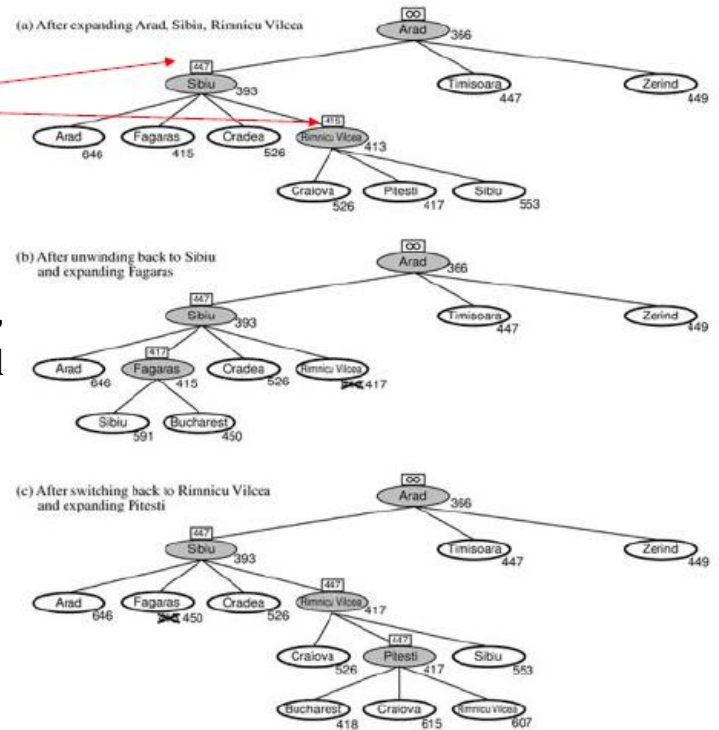 (a) After expanding Arad, Sibiu, Rimnicu Vilcea
∞
Arad 366
447
Sibiu 393
Timisoara 447
Zerind 449
Arad 646
Fagaras 415
Oradea 526
415
Rimnicu Vilcea 413
Craiova 526
Pitesti 417
Sibiu 553
(b) After unwinding back to Sibiu
and expanding Fagaras
∞
Arad 366
447
Sibiu 393
Timisoara 447
Zerind 449
,
l
Arad 646
417
Fagaras 415
Oradea 526
Rimnicu Vilcea 417
Sibiu 591
Bucharest 450
(c) After switching back to Rimnicu Vilcea
and expanding Pitesti
∞
Arad 366
447
Sibiu 393
Timisoara 447
Zerind 449
Arad 646
Fagaras 450
Oradea 526
447
Rimnicu Vilcea 417
Craiova 526
447
Pitesti 417
Sibiu 553
Bucharest 418
Craiova 615
Rimnicu Vilcea 607